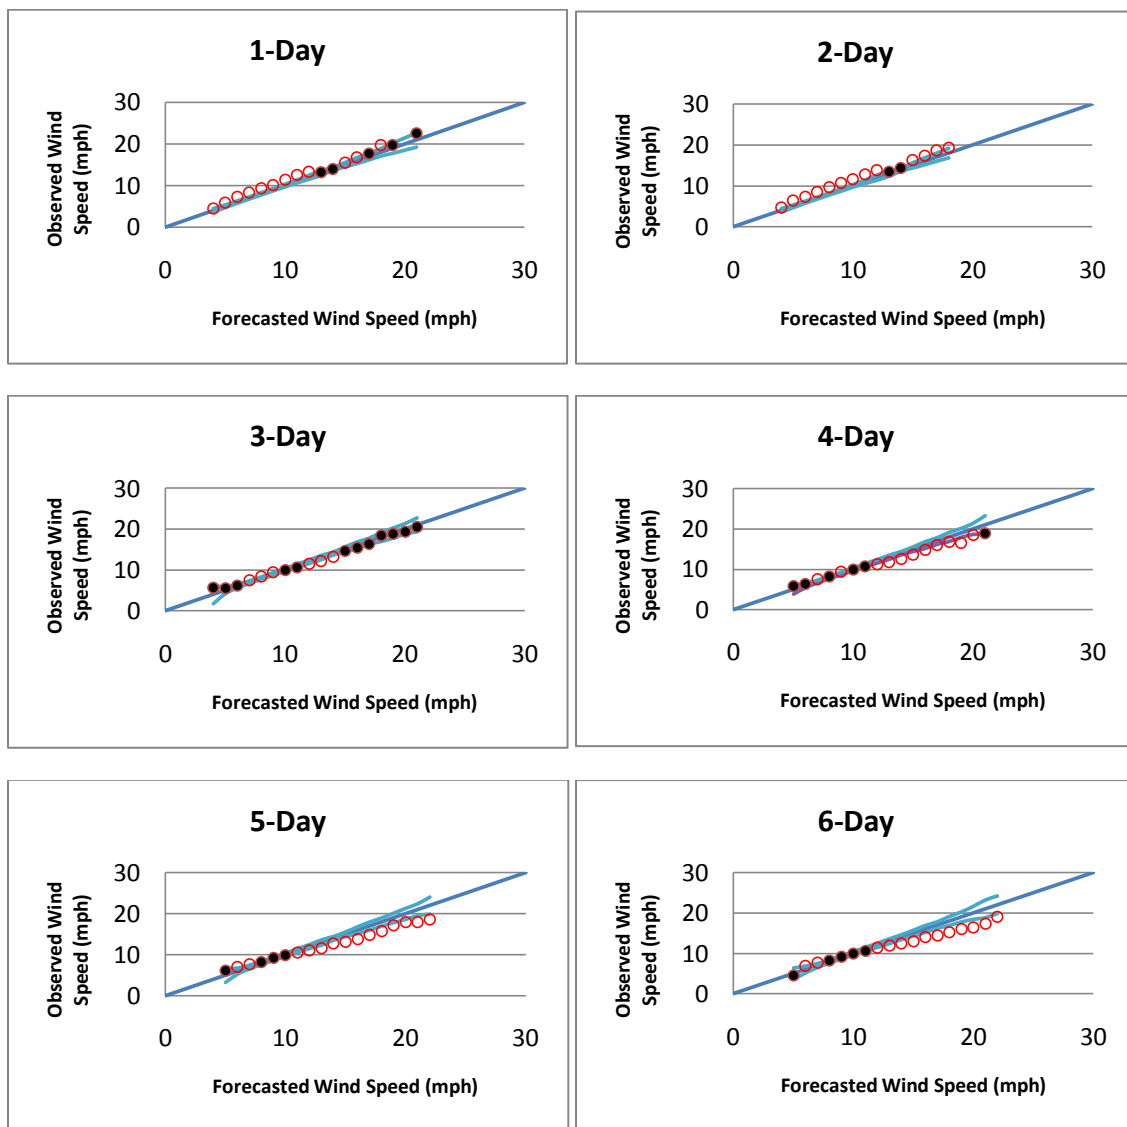 1-Day
Observed Wind
Speed (mph)
30
20
10
0
0 10 20 30
Forecasted Wind Speed (mph)
2-Day
Observed Wind
Speed (mph)
30
20
10
0
0 10 20 30
Forecasted Wind Speed (mph)
3-Day
Observed Wind
Speed (mph)
30
20
10
0
0 10 20 30
Forecasted Wind Speed (mph)
4-Day
Observed Wind
Speed (mph)
30
20
10
0
0 10 20 30
Forecasted Wind Speed (mph)
5-Day
Observed Wind
Speed (mph)
30
20
10
0
0 10 20 30
Forecasted Wind Speed (mph)
6-Day
Observed Wind
Speed (mph)
30
20
10
0
0 10 20 30
Forecasted Wind Speed (mph)